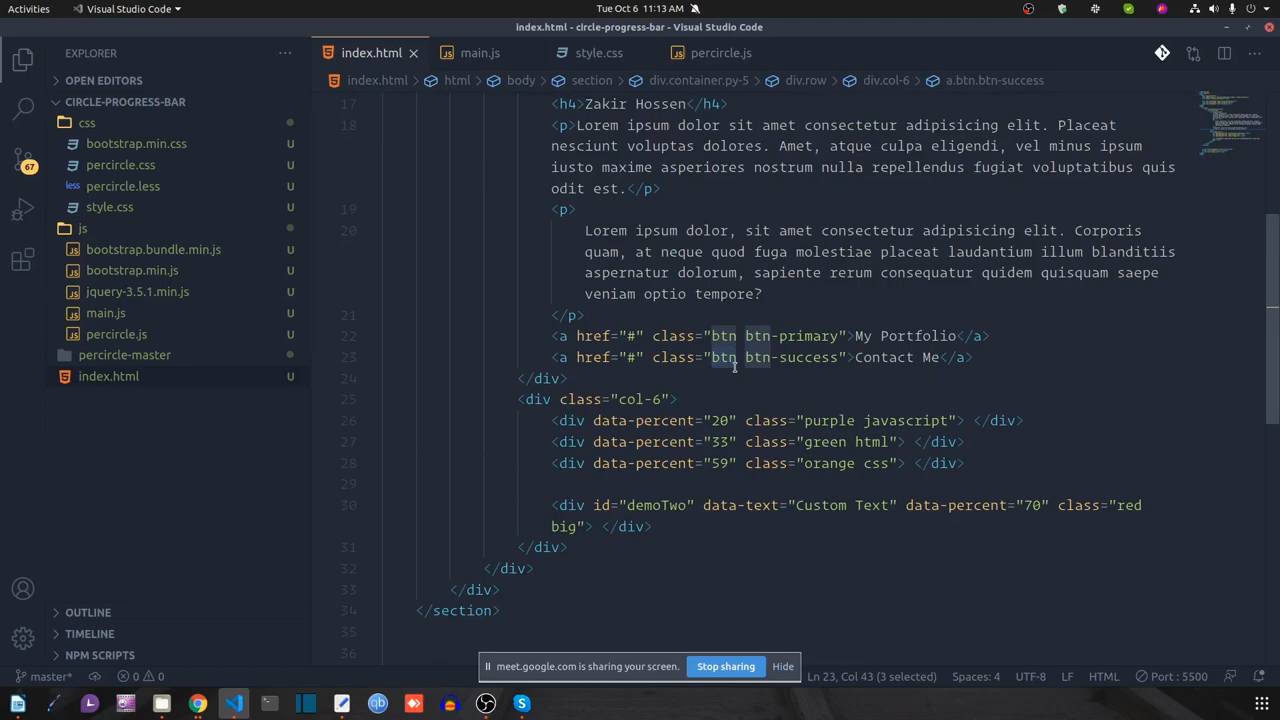 Activities
Visual Studio Code
Tue Oct 6 11:13 AM
index.html - circle-progress-bar - Visual Studio Code
EXPLORER
OPEN EDITORS
CIRCLE-PROGRESS-BAR
css
bootstrap.min.css U
percircle.css U
percircle.less U
style.css U
js
bootstrap.bundle.min.js U
bootstrap.min.js U
jquery-3.5.1.min.js U
main.js U
percircle.js U
percircle-master
index.html U
OUTLINE
TIMELINE
NPM SCRIPTS
67
index.html main.js style.css percircle.js
index.html > html > body > section > div.container.py-5 > div.row > div.col-6 > a.btn.btn-success
17 <h4>Zakir Hossen</h4>
18 <p>Lorem ipsum dolor sit amet consectetur adipisicing elit. Placeat
nesciunt voluptas dolores. Amet, atque culpa eligendi, vel minus ipsum
iusto maxime asperiores nostrum nulla repellendus fugiat voluptatibus quis
odit est.</p>
19 <p>
20 Lorem ipsum dolor, sit amet consectetur adipisicing elit. Corporis
quam, at neque quod fuga molestiae placeat laudantium illum blanditiis
aspernatur dolorum, sapiente rerum consequatur quidem quisquam saepe
veniam optio tempore?
21 </p>
22 <a href="#" class="btn btn-primary">My Portfolio</a>
23 <a href="#" class="btn btn-success">Contact Me</a>
24 </div>
25 <div class="col-6">
26 <div data-percent="20" class="purple javascript"> </div>
27 <div data-percent="33" class="green html"> </div>
28 <div data-percent="59" class="orange css"> </div>
29
30 <div id="demoTwo" data-text="Custom Text" data-percent="70" class="red
big"> </div>
31 </div>
32 </div>
33 </div>
34 </section>
35
36
meet.google.com is sharing your screen. Stop sharing Hide
master* 0 0 Ln 23, Col 43 (3 selected) Spaces: 4 UTF-8 LF HTML Port : 5500
qb